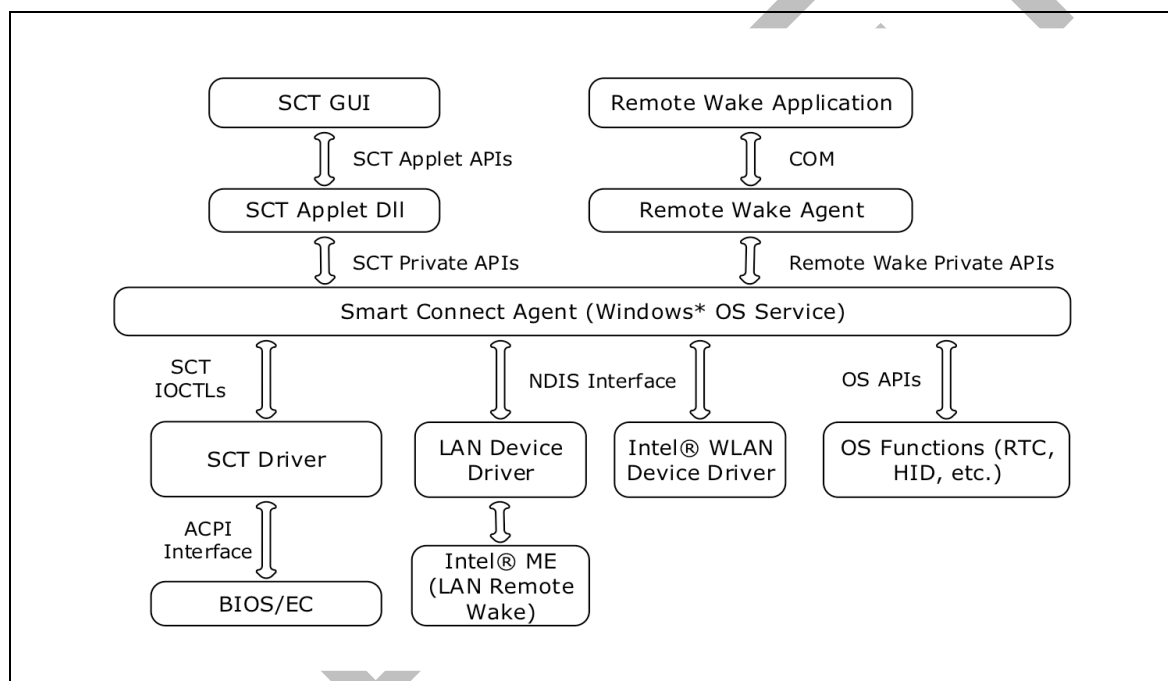 SCT GUI
Remote Wake Application
SCT Applet APIs
COM
SCT Applet Dll
Remote Wake Agent
SCT Private APIs
Remote Wake Private APIs
Smart Connect Agent (Windows* OS Service)
SCT
IOCTLs
NDIS Interface
OS APIs
SCT Driver
LAN Device
Driver
Intel® WLAN
Device Driver
OS Functions (RTC,
HID, etc.)
ACPI
Interface
Intel® ME
(LAN Remote
Wake)
BIOS/EC